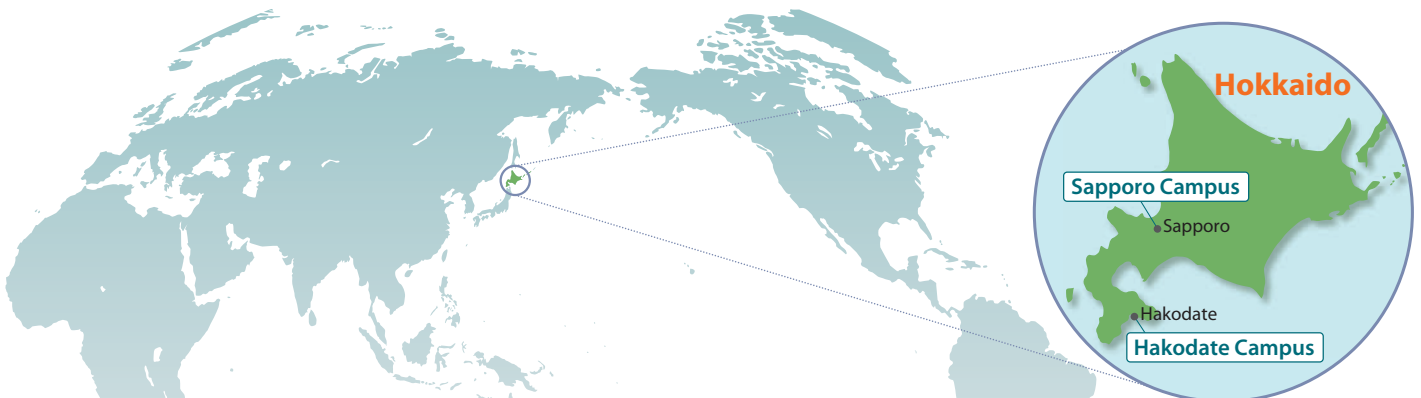 Hokkaido
Sapporo Campus
Sapporo
Hakodate
Hakodate Campus